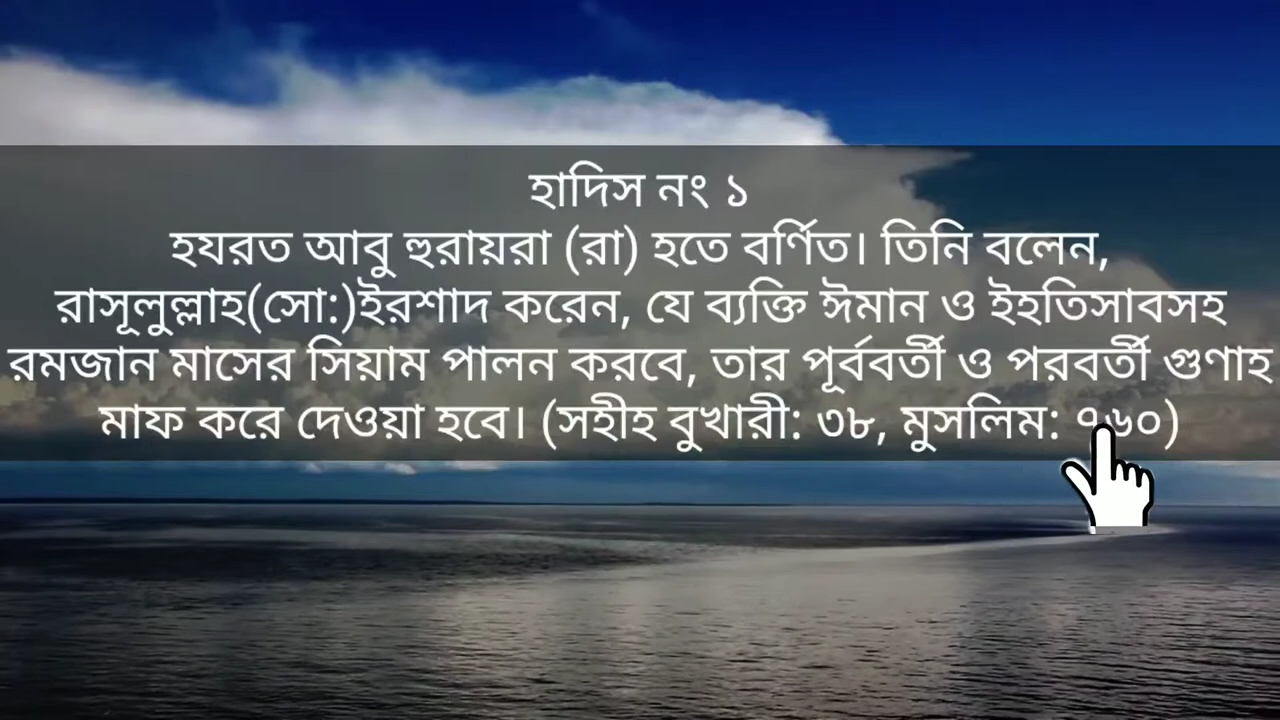 হাদিস নং ১
হযরত আবু হুরায়রা (রা) হতে বর্ণিত। তিনি বলেন,
রাসূলুল্লাহ(সো:)ইরশাদ করেন, যে ব্যক্তি ঈমান ও ইহতিসাবসহ
রমজান মাসের সিয়াম পালন করবে, তার পূর্ববর্তী ও পরবর্তী গুণাহ
মাফ করে দেওয়া হবে। (সহীহ বুখারী: ৩৮, মুসলিম: ৭৬০)